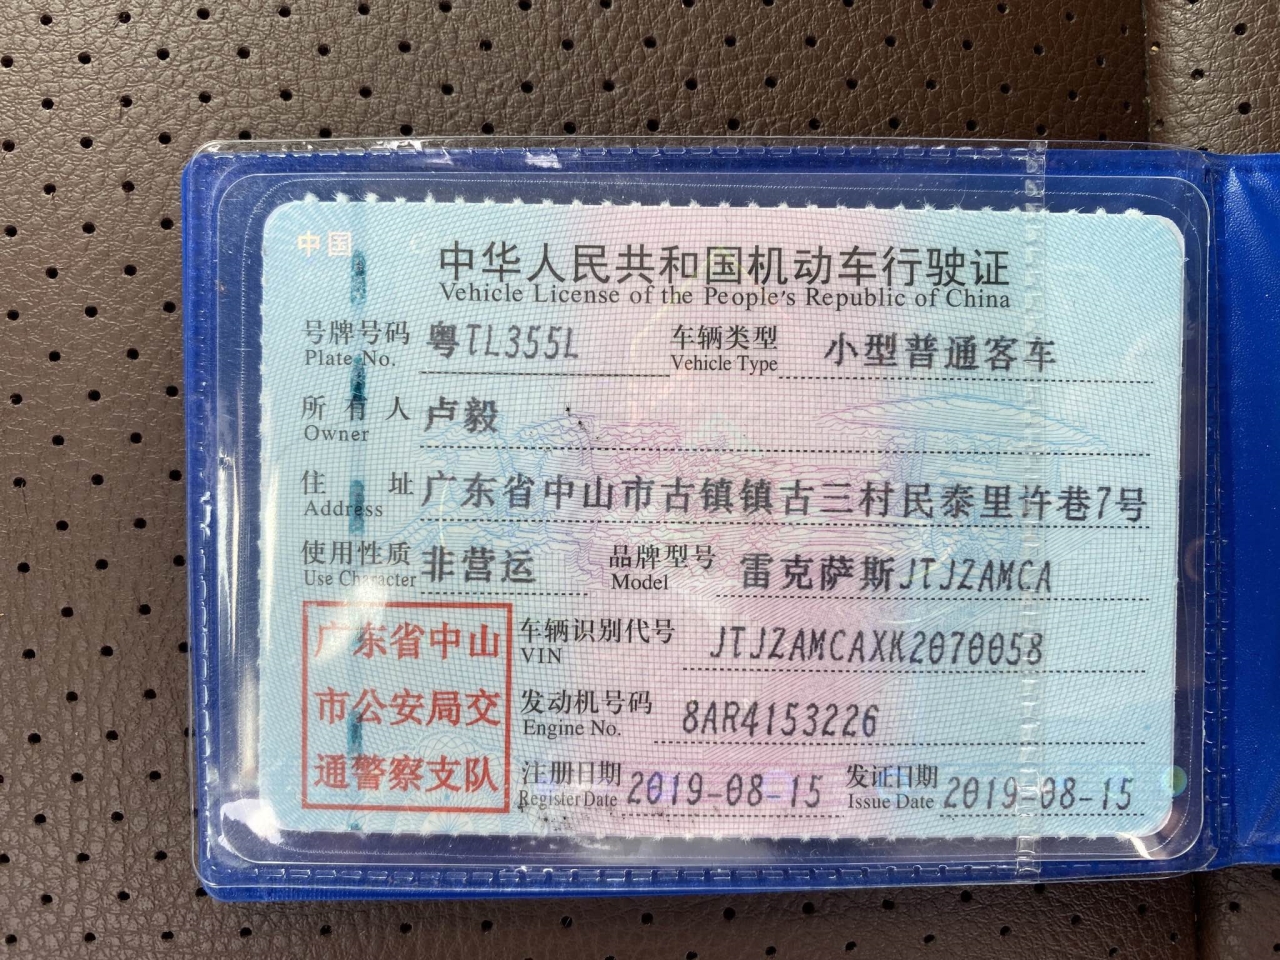 中国
中华人民共和国机动车行驶证
Vehicle License of the People's Republic of China
号牌号码 粤TL355L 车辆类型 小型普通客车
Plate No. Vehicle Type
所有人 卢毅
Owner
住址 广东省中山市古镇镇古三村民泰里许巷7号
Address
使用性质 非营运 品牌型号 雷克萨斯JTJZAMCA
Use Character Model
广东省中山
市公安局交
通警察支队
车辆识别代号 JTJZAMCAXK2070058
VIN
发动机号码 8AR4153226
Engine No.
注册日期 2019-08-15 发证日期 2019-08-15
Register Date Issue Date